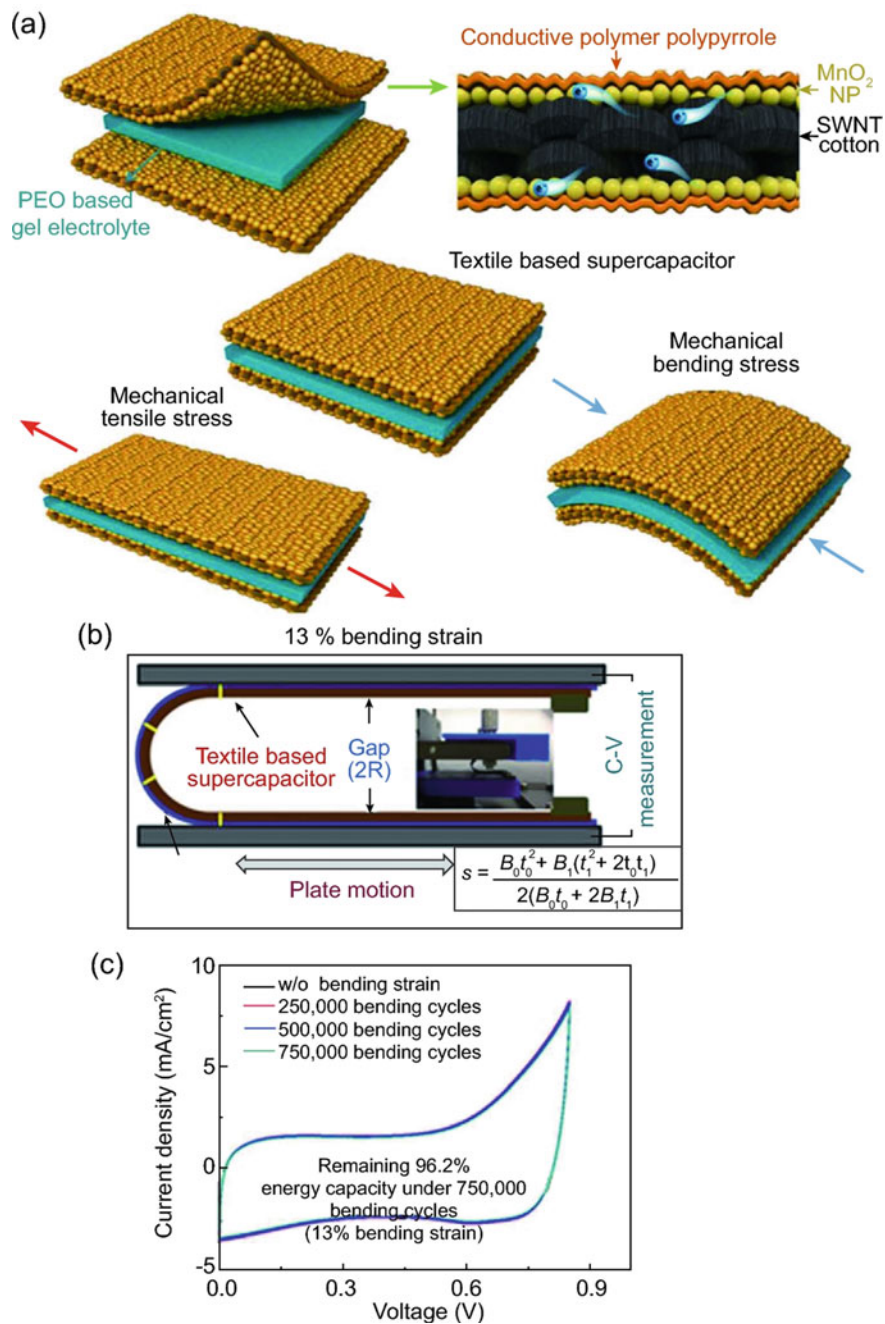 (a)
Conductive polymer polypyrrole
MnO₂
NP
SWNT
cotton
PEO based
gel electrolyte
Textile based supercapacitor
Mechanical
bending stress
Mechanical
tensile stress
(b)
13 % bending strain
Textile based
supercapacitor
Gap
(2R)
C-V
measurement
Plate motion
s = B₀t₀² + B₁(t₁² + 2t₀t₁) / 2(B₀t₀ + 2B₁t₁)
(c)
10
w/o bending strain
250,000 bending cycles
500,000 bending cycles
750,000 bending cycles
5
0
-5
Remaining 96.2%
energy capacity under 750,000
bending cycles
(13% bending strain)
Current density (mA/cm²)
0.0 0.3 0.6 0.9
Voltage (V)